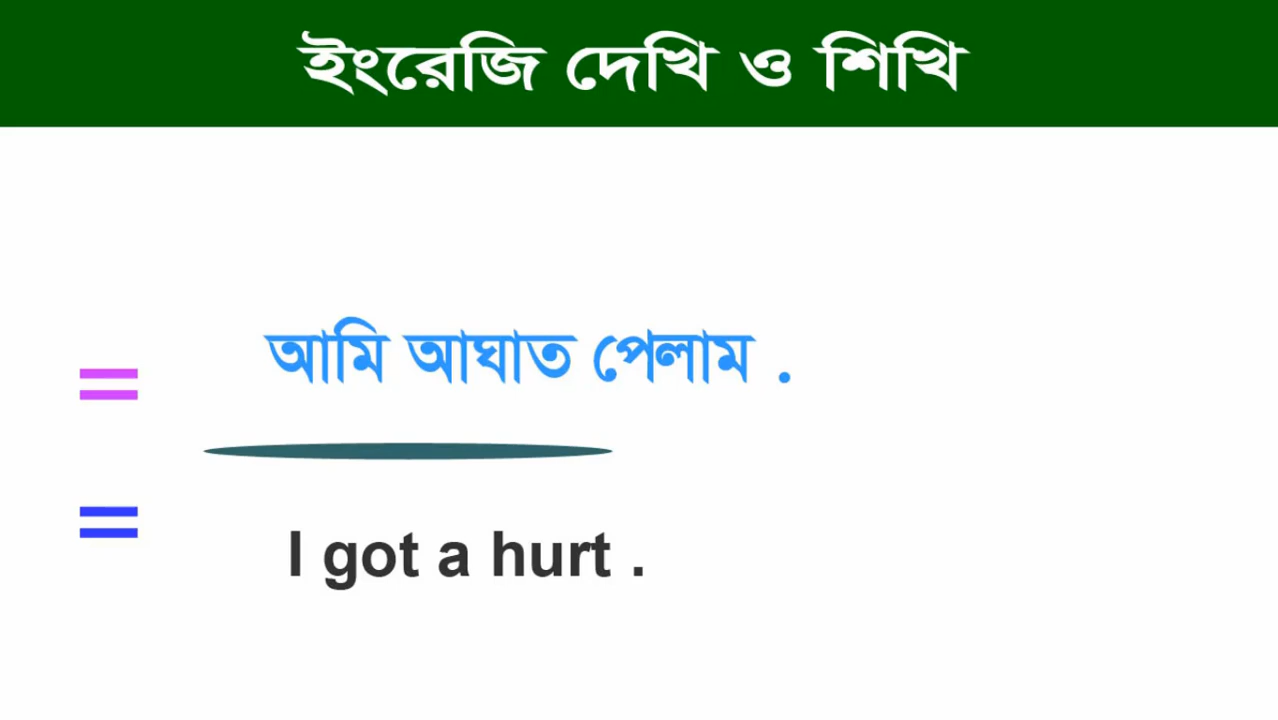 ইংরেজি দেখি ও শিখি
= আমি আঘাত পেলাম .
= I got a hurt .